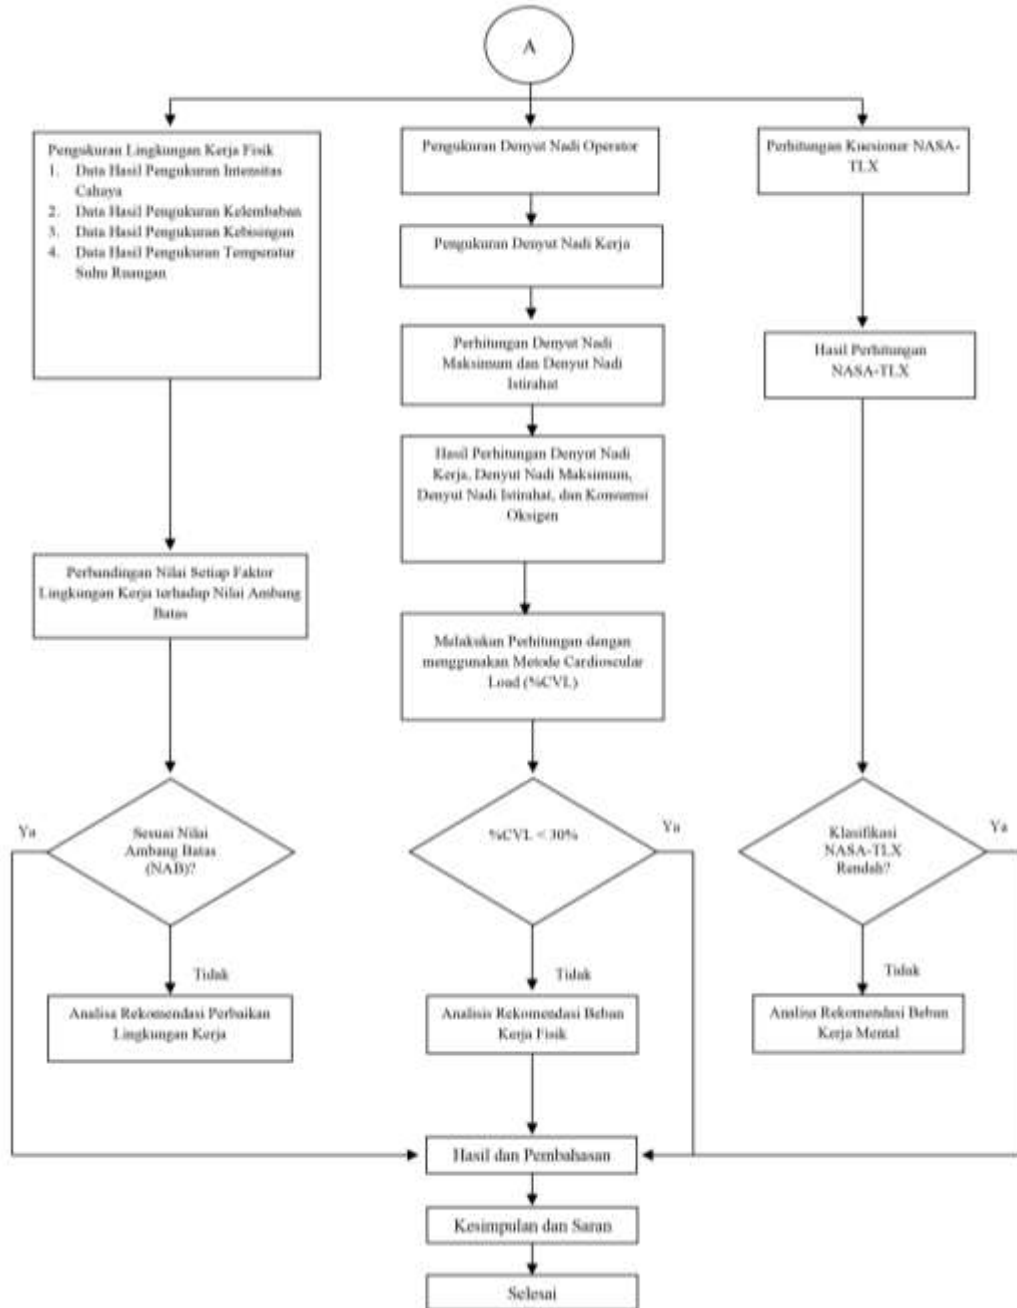 A
Pengukuran Lingkungan Kerja Fisik
1. Data Hasil Pengukuran Intensitas
Cahaya
2. Data Hasil Pengukuran Kelembaban
3. Data Hasil Pengukuran Kebisingan
4. Data Hasil Pengukuran Temperatur
Suhu Ruangan
Perbandingan Nilai Setiap Faktor
Lingkungan Kerja terhadap Nilai Ambang
Batas
Ya
Sesuai Nilai
Ambang Batas
(NAB)?
Tidak
Analisa Rekomendasi Perbaikan
Lingkungan Kerja
Pengukuran Denyut Nadi Operator
Pengukuran Denyut Nadi Kerja
Perhitungan Denyut Nadi
Maksimum dan Denyut Nadi
Istirahat
Hasil Perhitungan Denyut Nadi
Kerja, Denyut Nadi Maksimum,
Denyut Nadi Istirahat, dan Konsumsi
Oksigen
Melakukan Perhitungan dengan
menggunakan Metode Cardioscular
Load (%CVL)
%CVL < 30%
Ya
Tidak
Analisis Rekomendasi Beban
Kerja Fisik
Perhitungan Kuesioner NASA-
TLX
Hasil Perhitungan
NASA-TLX
Klasifikasi
NASA-TLX
Rendah?
Ya
Tidak
Analisa Rekomendasi Beban
Kerja Mental
Hasil dan Pembahasan
Kesimpulan dan Saran
Selesai